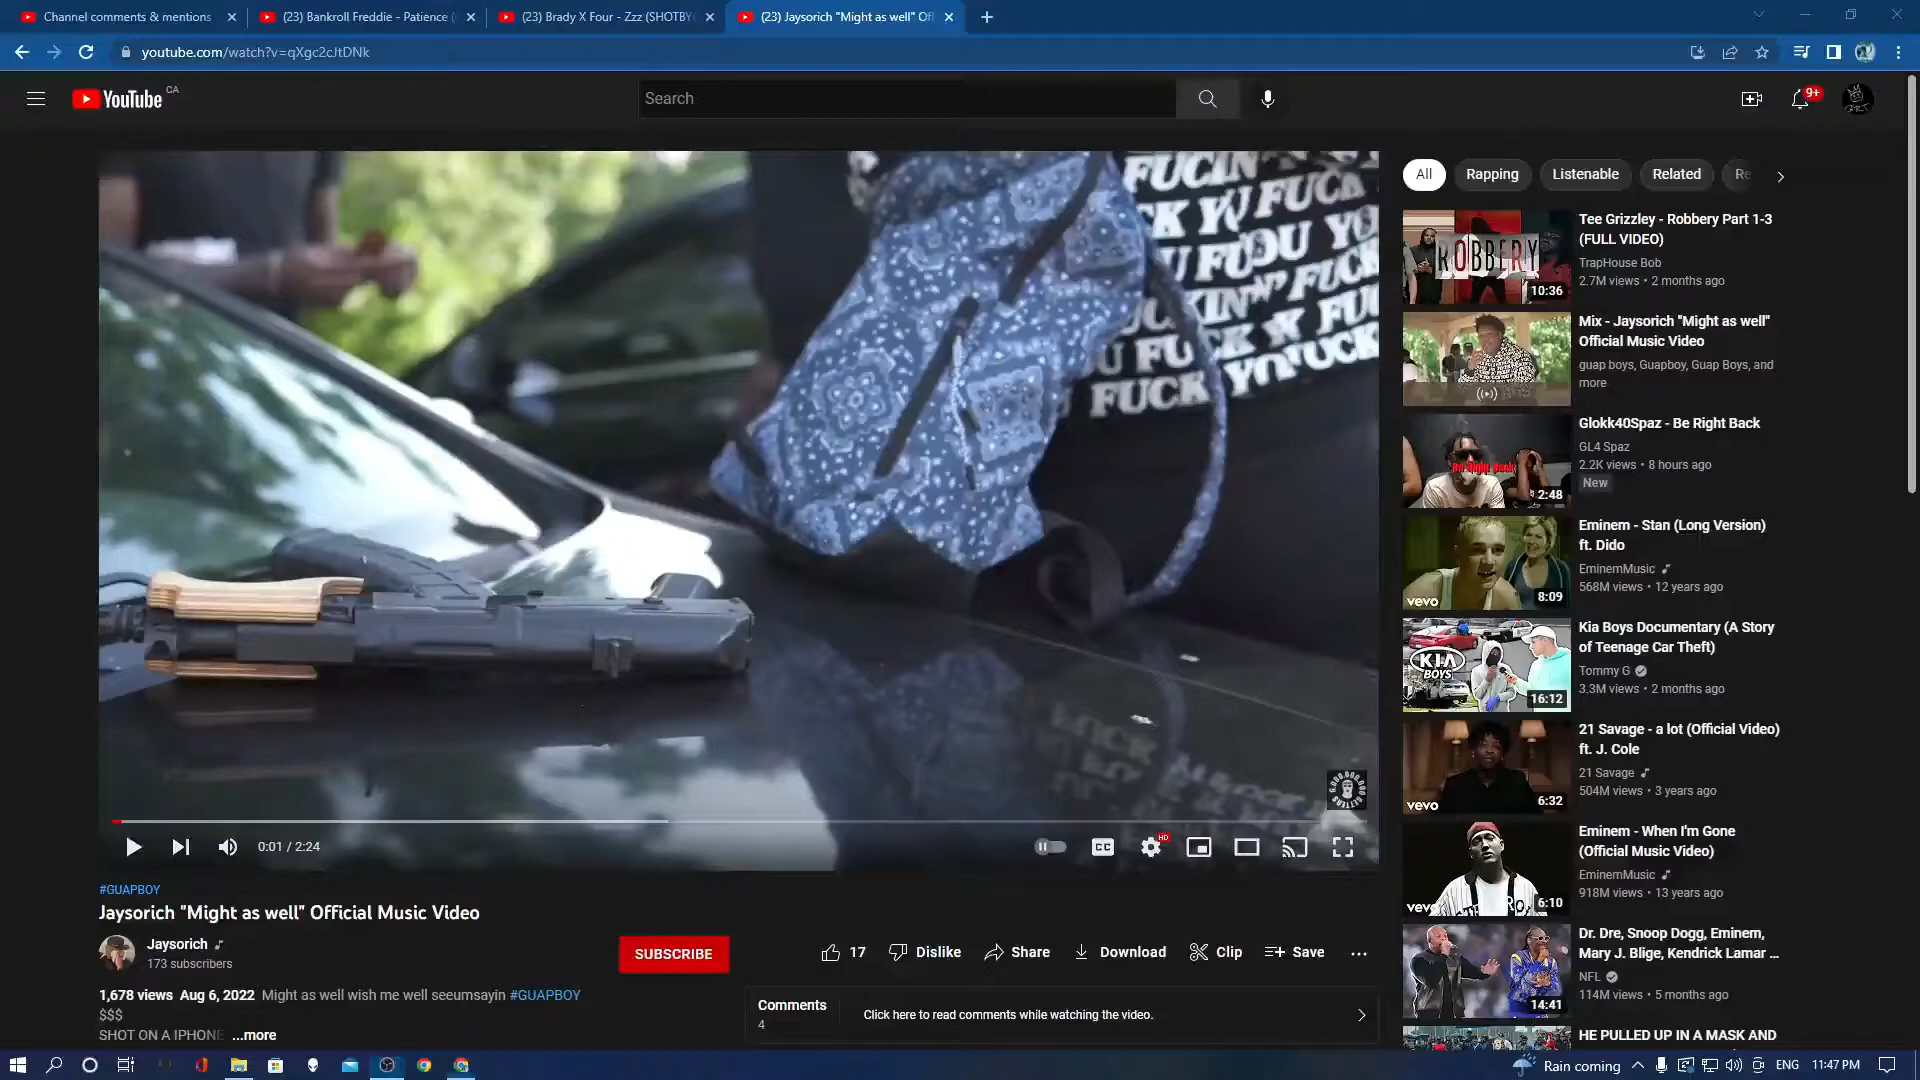 Channel comments & mentions
(23) Bankroll Freddie - Patience (
(23) Brady X Four - Zzz (SHOTBY
(23) Jaysorich "Might as well" Off
youtube.com/watch?v=qXgc2cJtDNk
YouTube CA
Search
9+
FUCK YOU
FUCK
All
Rapping
Listenable
Related
Re
ROBBERY
10:36
Tee Grizzley - Robbery Part 1-3
(FULL VIDEO)
TrapHouse Bob
2.7M views • 2 months ago
Mix - Jaysorich "Might as well"
Official Music Video
guap boys, Guapboy, Guap Boys, and
more
2:48
Glokk40Spaz - Be Right Back
GL4 Spaz
2.2K views • 8 hours ago
New
vevo
8:09
Eminem - Stan (Long Version)
ft. Dido
EminemMusic
568M views • 12 years ago
KIA
BOYS
16:12
Kia Boys Documentary (A Story
of Teenage Car Theft)
Tommy G
3.3M views • 2 months ago
vevo
6:32
21 Savage - a lot (Official Video)
ft. J. Cole
21 Savage
504M views • 3 years ago
vevo
6:10
Eminem - When I'm Gone
(Official Music Video)
EminemMusic
918M views • 13 years ago
14:41
Dr. Dre, Snoop Dogg, Eminem,
Mary J. Blige, Kendrick Lamar ...
NFL
114M views • 5 months ago
HE PULLED UP IN A MASK AND
0:01 / 2:24
CC
HD
#GUAPBOY
Jaysorich "Might as well" Official Music Video
Jaysorich
173 subscribers
SUBSCRIBE
17
Dislike
Share
Download
Clip
Save
1,678 views Aug 6, 2022 Might as well wish me well seeumsayin #GUAPBOY
$$$
SHOT ON A IPHONE ...more
Comments
4
Click here to read comments while watching the video.
Rain coming
ENG
11:47 PM